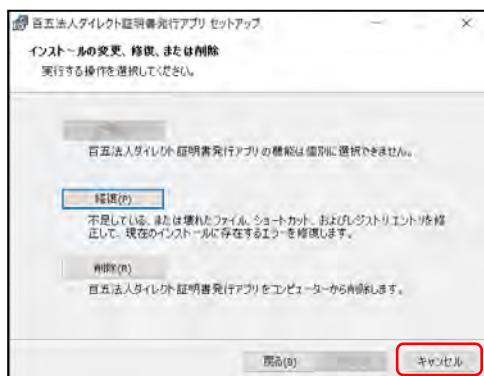 百五法人ダイレクト証明書発行アプリ セットアップ
インストールの変更、修復、または削除
実行する操作を選択してください。
百五法人ダイレクト証明書発行アプリの機能は個別に選択できません。
修復(P)
不足している、または壊れたファイル、ショートカット、およびレジストリエントリを修
正して、現在のインストールに存在するエラーを修復します。
削除(R)
百五法人ダイレクト証明書発行アプリをコンピューターから削除します。
戻る(B)
キャンセル